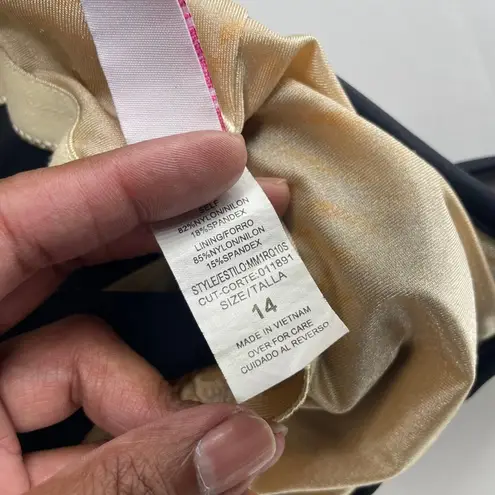 SELF
82%NYLON/NILON
18%SPANDEX
LINING/FORRO
85%NYLON/NILON
15%SPANDEX
STYLE/ESTILO:MM1RQ10S
CUT-CORTE:011891
SIZE/TALLA
14
MADE IN VIETNAM
OVER FOR CARE
CUIDADO AL REVERSO